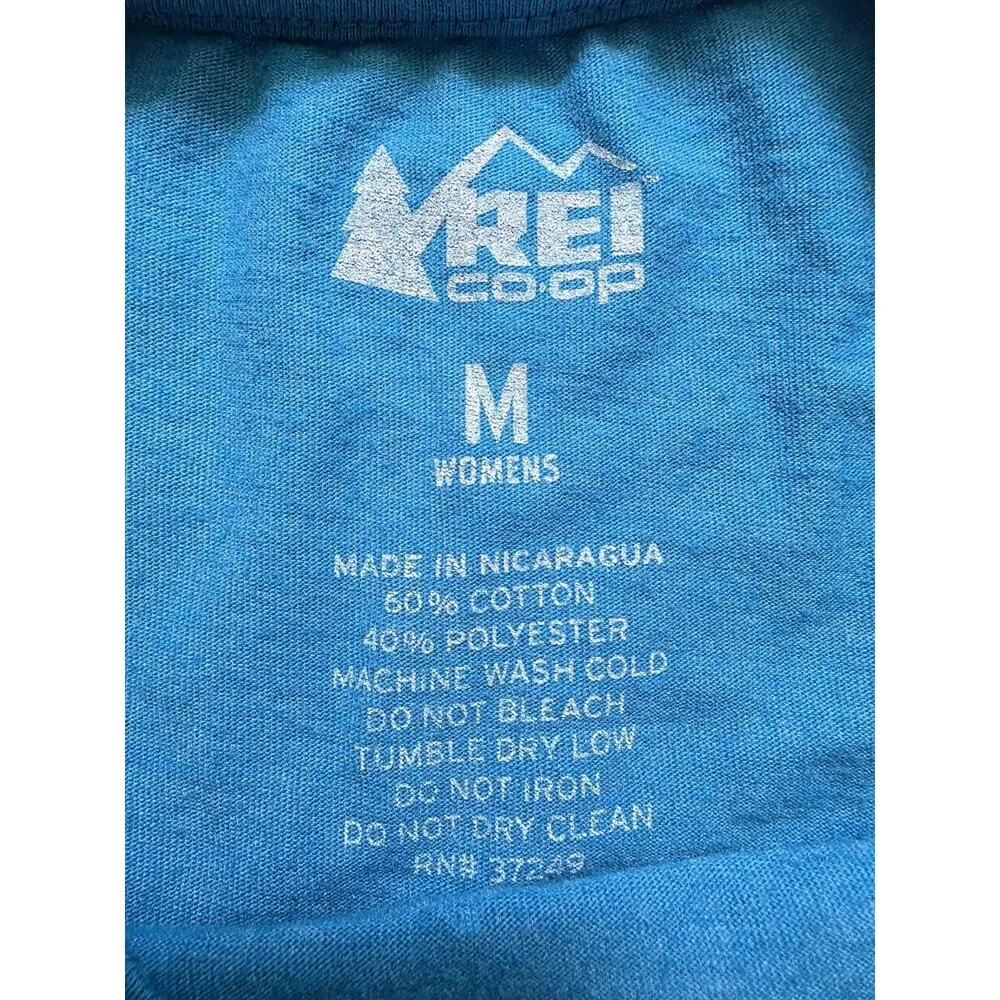 REI
CO·OP
M
WOMENS
MADE IN NICARAGUA
60% COTTON
40% POLYESTER
MACHINE WASH COLD
DO NOT BLEACH
TUMBLE DRY LOW
DO NOT IRON
DO NOT DRY CLEAN
RN# 37249